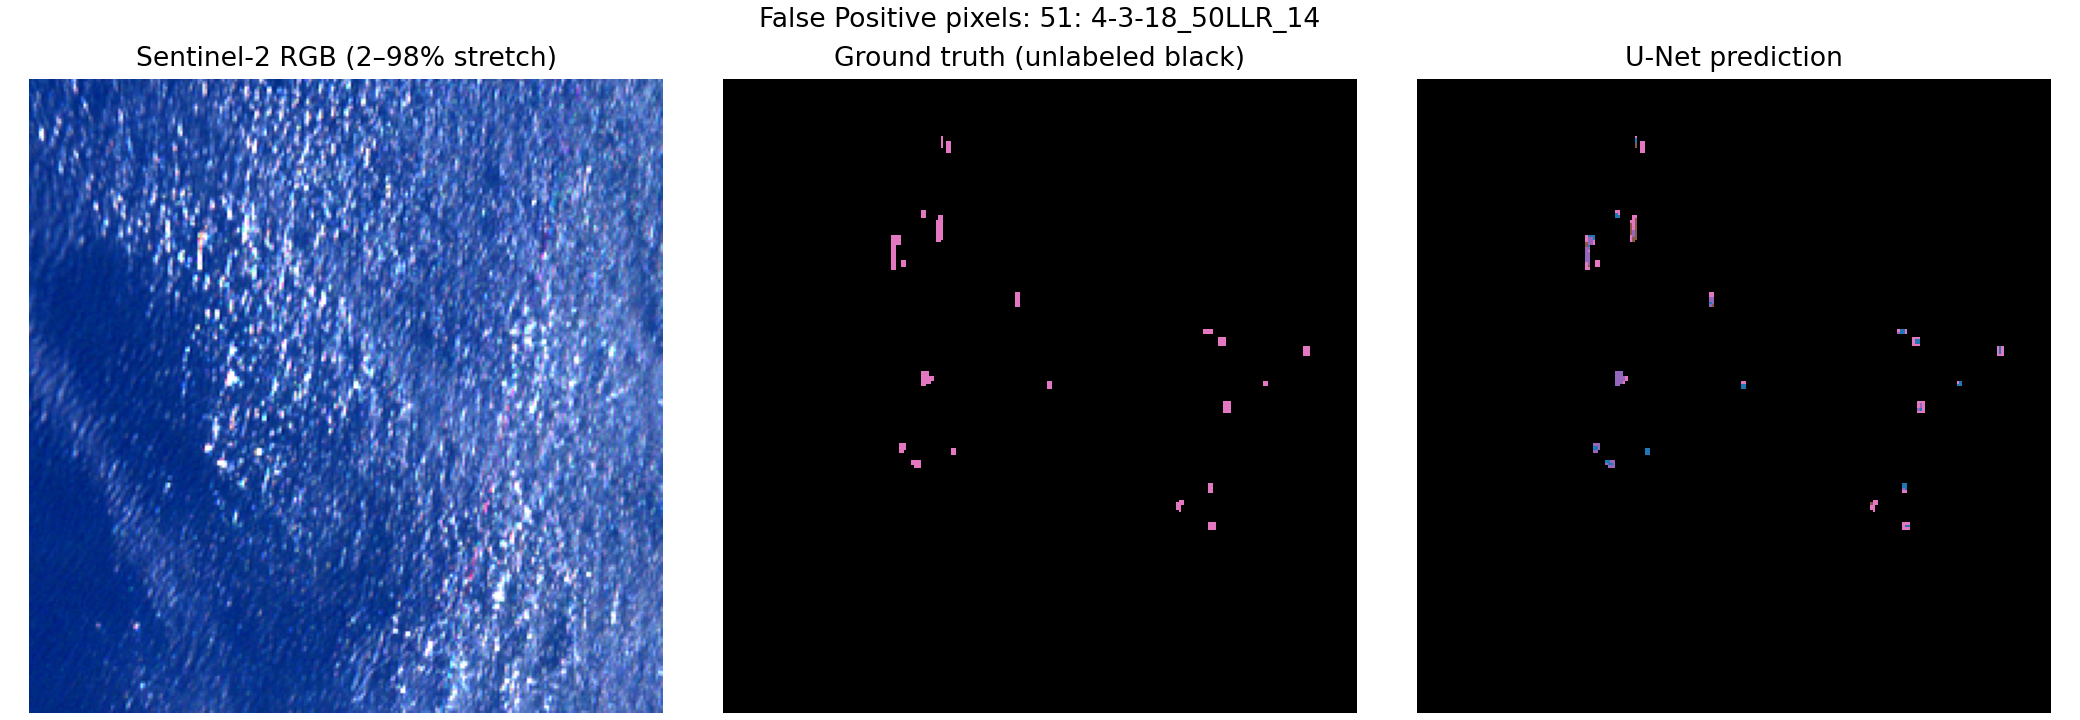 False Positive pixels: 51: 4-3-18_50LLR_14
Sentinel-2 RGB (2–98% stretch)
Ground truth (unlabeled black)
U-Net prediction